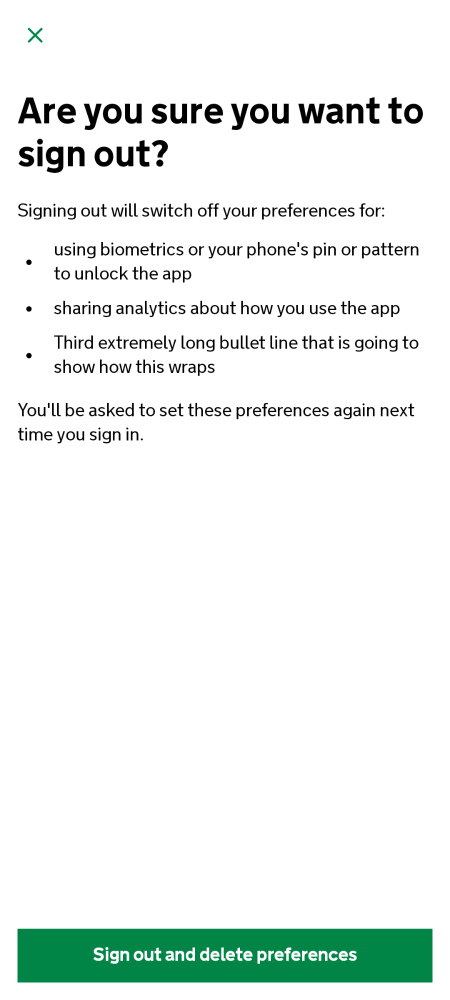 Are you sure you want to
sign out?
Signing out will switch off your preferences for:
• using biometrics or your phone's pin or pattern
to unlock the app
• sharing analytics about how you use the app
• Third extremely long bullet line that is going to
show how this wraps
You'll be asked to set these preferences again next
time you sign in.
Sign out and delete preferences